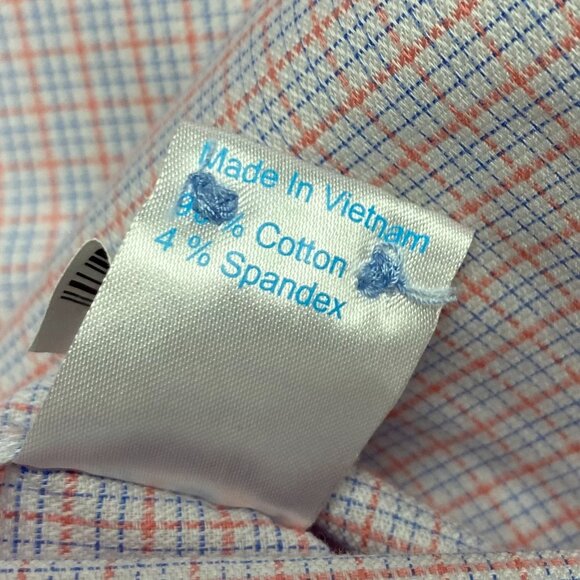 Made In Vietnam
% Cotton
4 % Spandex